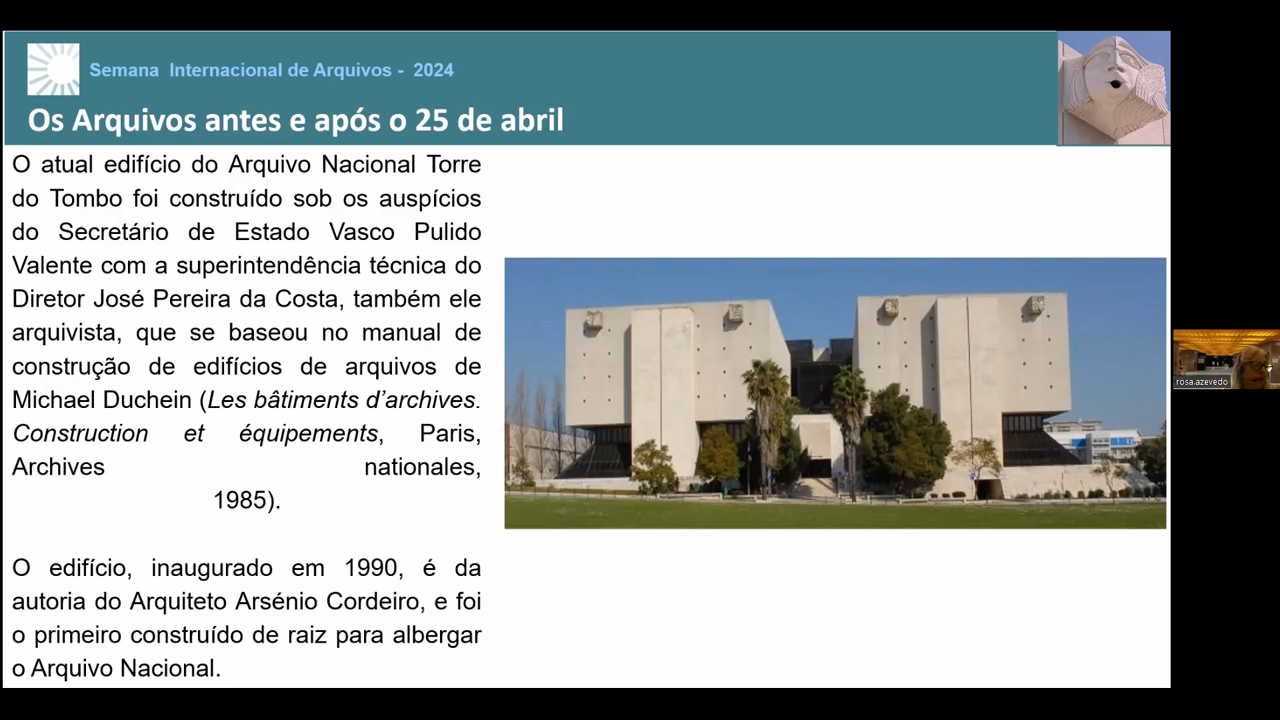 Semana Internacional de Arquivos - 2024
Os Arquivos antes e após o 25 de abril
O atual edifício do Arquivo Nacional Torre
do Tombo foi construído sob os auspícios
do Secretário de Estado Vasco Pulido
Valente com a superintendência técnica do
Diretor José Pereira da Costa, também ele
arquivista, que se baseou no manual de
construção de edifícios de arquivos de
Michael Duchein (Les bâtiments d’archives.
Construction et équipements, Paris,
Archives nationales,
1985).
O edifício, inaugurado em 1990, é da
autoria do Arquiteto Arsénio Cordeiro, e foi
o primeiro construído de raiz para albergar
o Arquivo Nacional.
rosa.azevedo